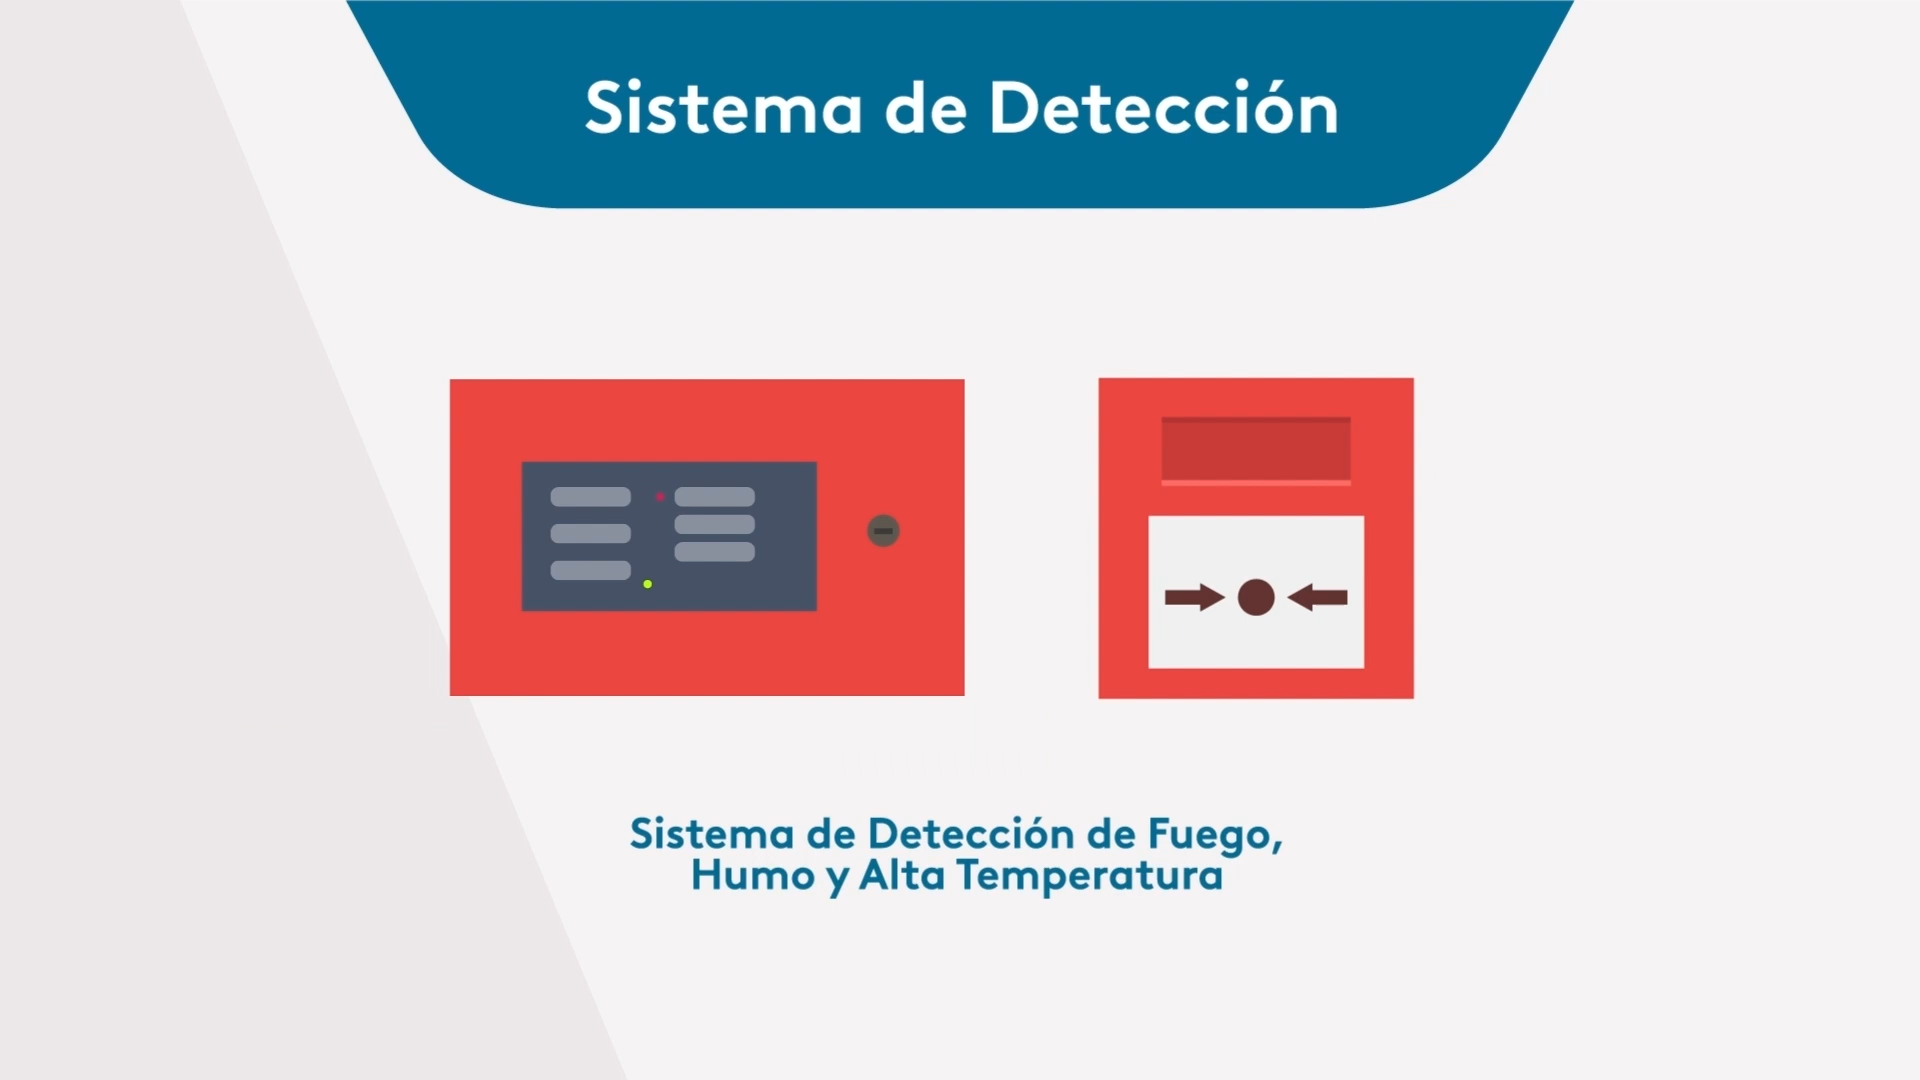 Sistema de Detección
Sistema de Detección de Fuego,
Humo y Alta Temperatura